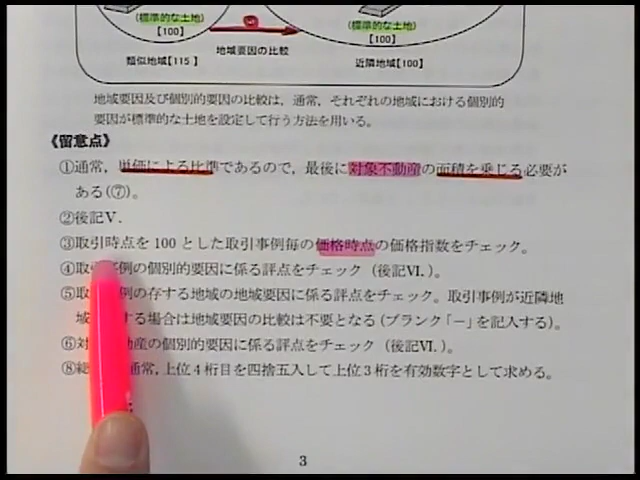 (標準的な土地)
【100】
(標準的な土地)
【100】
地域要因の比較
類似地域【115】
近隣地域【100】
地域要因及び個別的要因の比較は，通常，それぞれの地域における個別的
要因が標準的な土地を設定して行う方法を用いる。
《留意点》
①通常，単価による比準であるので，最後に対象不動産の面積を乗じる必要が
ある(⑦)。
②後記Ⅴ.
③取引時点を100とした取引事例毎の価格時点の価格指数をチェック。
④取引事例の個別的要因に係る評点をチェック（後記Ⅵ.）。
⑤取 例の存する地域の地域要因に係る評点をチェック。取引事例が近隣地
域 する場合は地域要因の比較は不要となる(ブランク「－」を記入する)。
⑥対 動産の個別的要因に係る評点をチェック（後記Ⅵ.）。
⑧ 通常，上位4桁目を四捨五入して上位3桁を有効数字として求める。
3